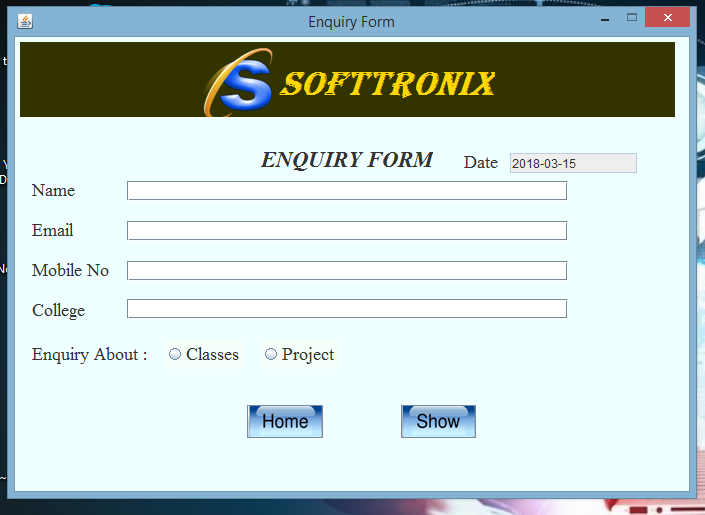 Enquiry Form
SOFTTRONIX
ENQUIRY FORM Date 2018-03-15
Name
Email
Mobile No
College
Enquiry About : Classes Project
Home Show